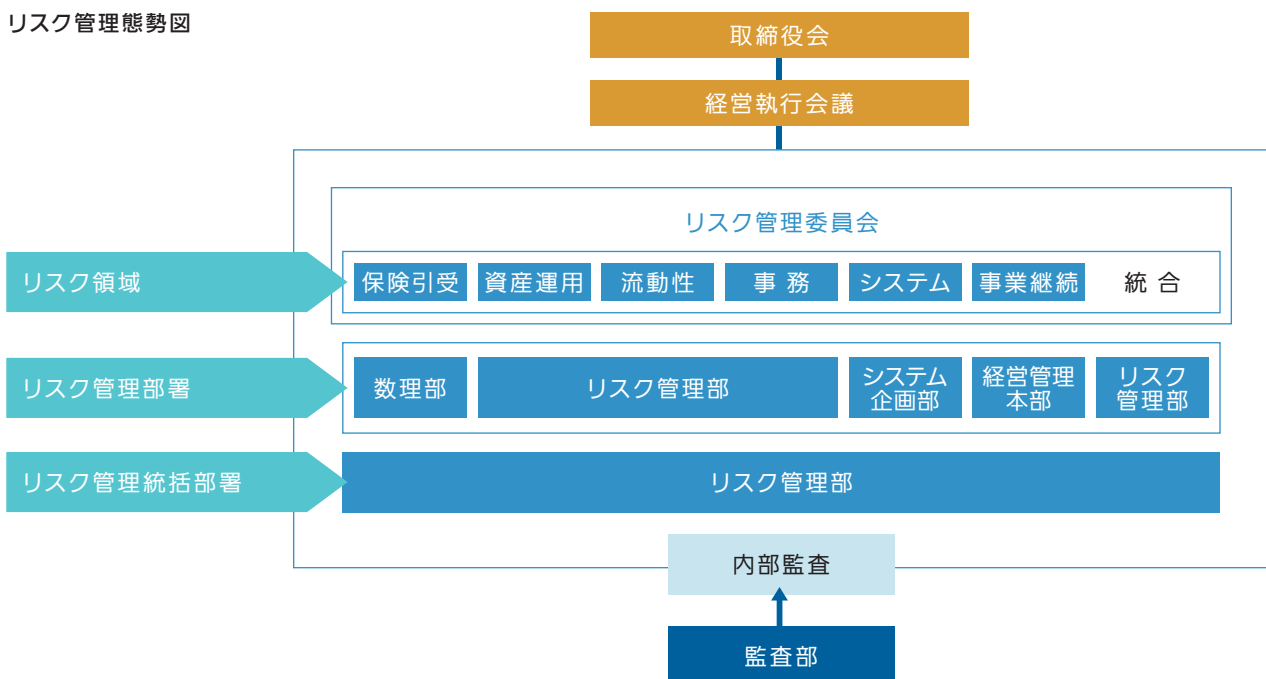 リスク管理態勢図
取締役会
経営執行会議
リスク管理委員会
リスク領域
保険引受
資産運用
流動性
事 務
システム
事業継続
統 合
リスク管理部署
数理部
リスク管理部
システム
企画部
経営管理
本部
リスク
管理部
リスク管理統括部署
リスク管理部
内部監査
監査部